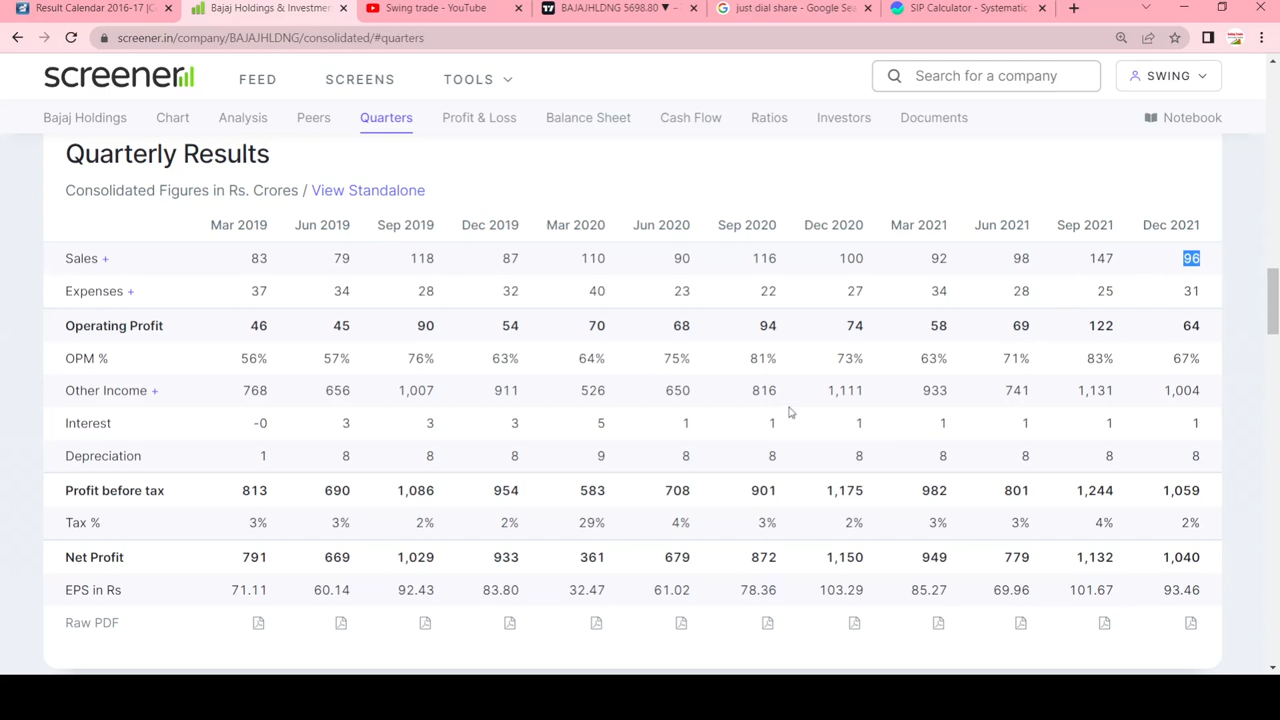 Result Calendar 2016-17 |C
Bajaj Holdings & Investmen
Swing trade - YouTube
BAJAJHLDNG 5698.80 ▼ −
just dial share - Google Sea
SIP Calculator - Systematic
screener.in/company/BAJAJHLDNG/consolidated/#quarters
screener FEED SCREENS TOOLS Search for a company SWING
Bajaj Holdings Chart Analysis Peers Quarters Profit & Loss Balance Sheet Cash Flow Ratios Investors Documents Notebook
Quarterly Results
Consolidated Figures in Rs. Crores / View Standalone
Mar 2019 Jun 2019 Sep 2019 Dec 2019 Mar 2020 Jun 2020 Sep 2020 Dec 2020 Mar 2021 Jun 2021 Sep 2021 Dec 2021
Sales + 83 79 118 87 110 90 116 100 92 98 147 96
Expenses + 37 34 28 32 40 23 22 27 34 28 25 31
Operating Profit 46 45 90 54 70 68 94 74 58 69 122 64
OPM % 56% 57% 76% 63% 64% 75% 81% 73% 63% 71% 83% 67%
Other Income + 768 656 1,007 911 526 650 816 1,111 933 741 1,131 1,004
Interest -0 3 3 3 5 1 1 1 1 1 1 1
Depreciation 1 8 8 8 9 8 8 8 8 8 8 8
Profit before tax 813 690 1,086 954 583 708 901 1,175 982 801 1,244 1,059
Tax % 3% 3% 2% 2% 29% 4% 3% 2% 3% 3% 4% 2%
Net Profit 791 669 1,029 933 361 679 872 1,150 949 779 1,132 1,040
EPS in Rs 71.11 60.14 92.43 83.80 32.47 61.02 78.36 103.29 85.27 69.96 101.67 93.46
Raw PDF